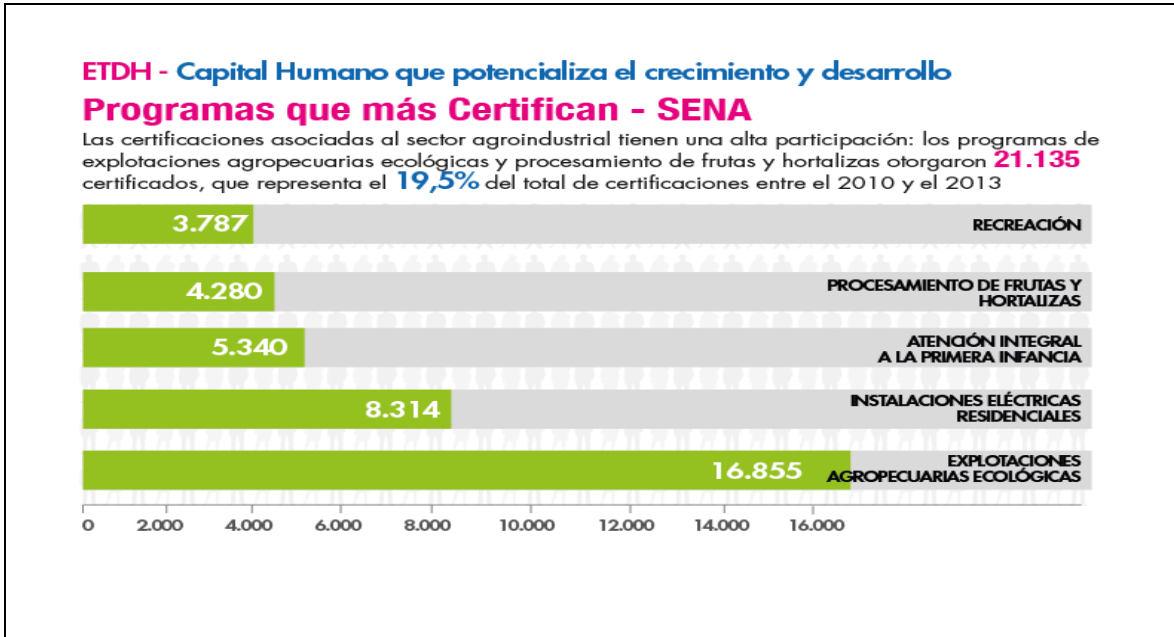 ETDH - Capital Humano que potencializa el crecimiento y desarrollo
Programas que más Certifican - SENA
Las certificaciones asociadas al sector agroindustrial tienen una alta participación: los programas de
explotaciones agropecuarias ecológicas y procesamiento de frutas y hortalizas otorgaron 21.135
certificados, que representa el 19,5% del total de certificaciones entre el 2010 y el 2013
3.787 RECREACIÓN
4.280 PROCESAMIENTO DE FRUTAS Y
HORTALIZAS
5.340 ATENCIÓN INTEGRAL
A LA PRIMERA INFANCIA
8.314 INSTALACIONES ELÉCTRICAS
RESIDENCIALES
16.855 EXPLOTACIONES
AGROPECUARIAS ECOLÓGICAS
0 2.000 4.000 6.000 8.000 10.000 12.000 14.000 16.000